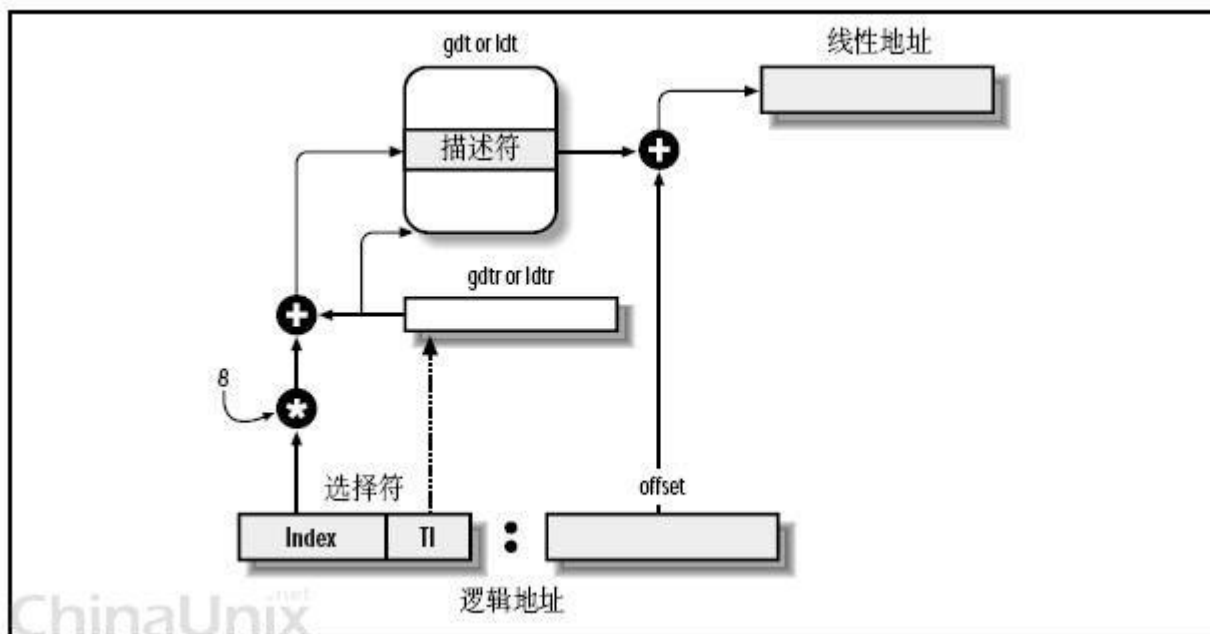 gdt or ldt
线性地址
描述符
gdtr or ldtr
8
选择符
offset
Index
TI
:
逻辑地址
ChinaUnix.net